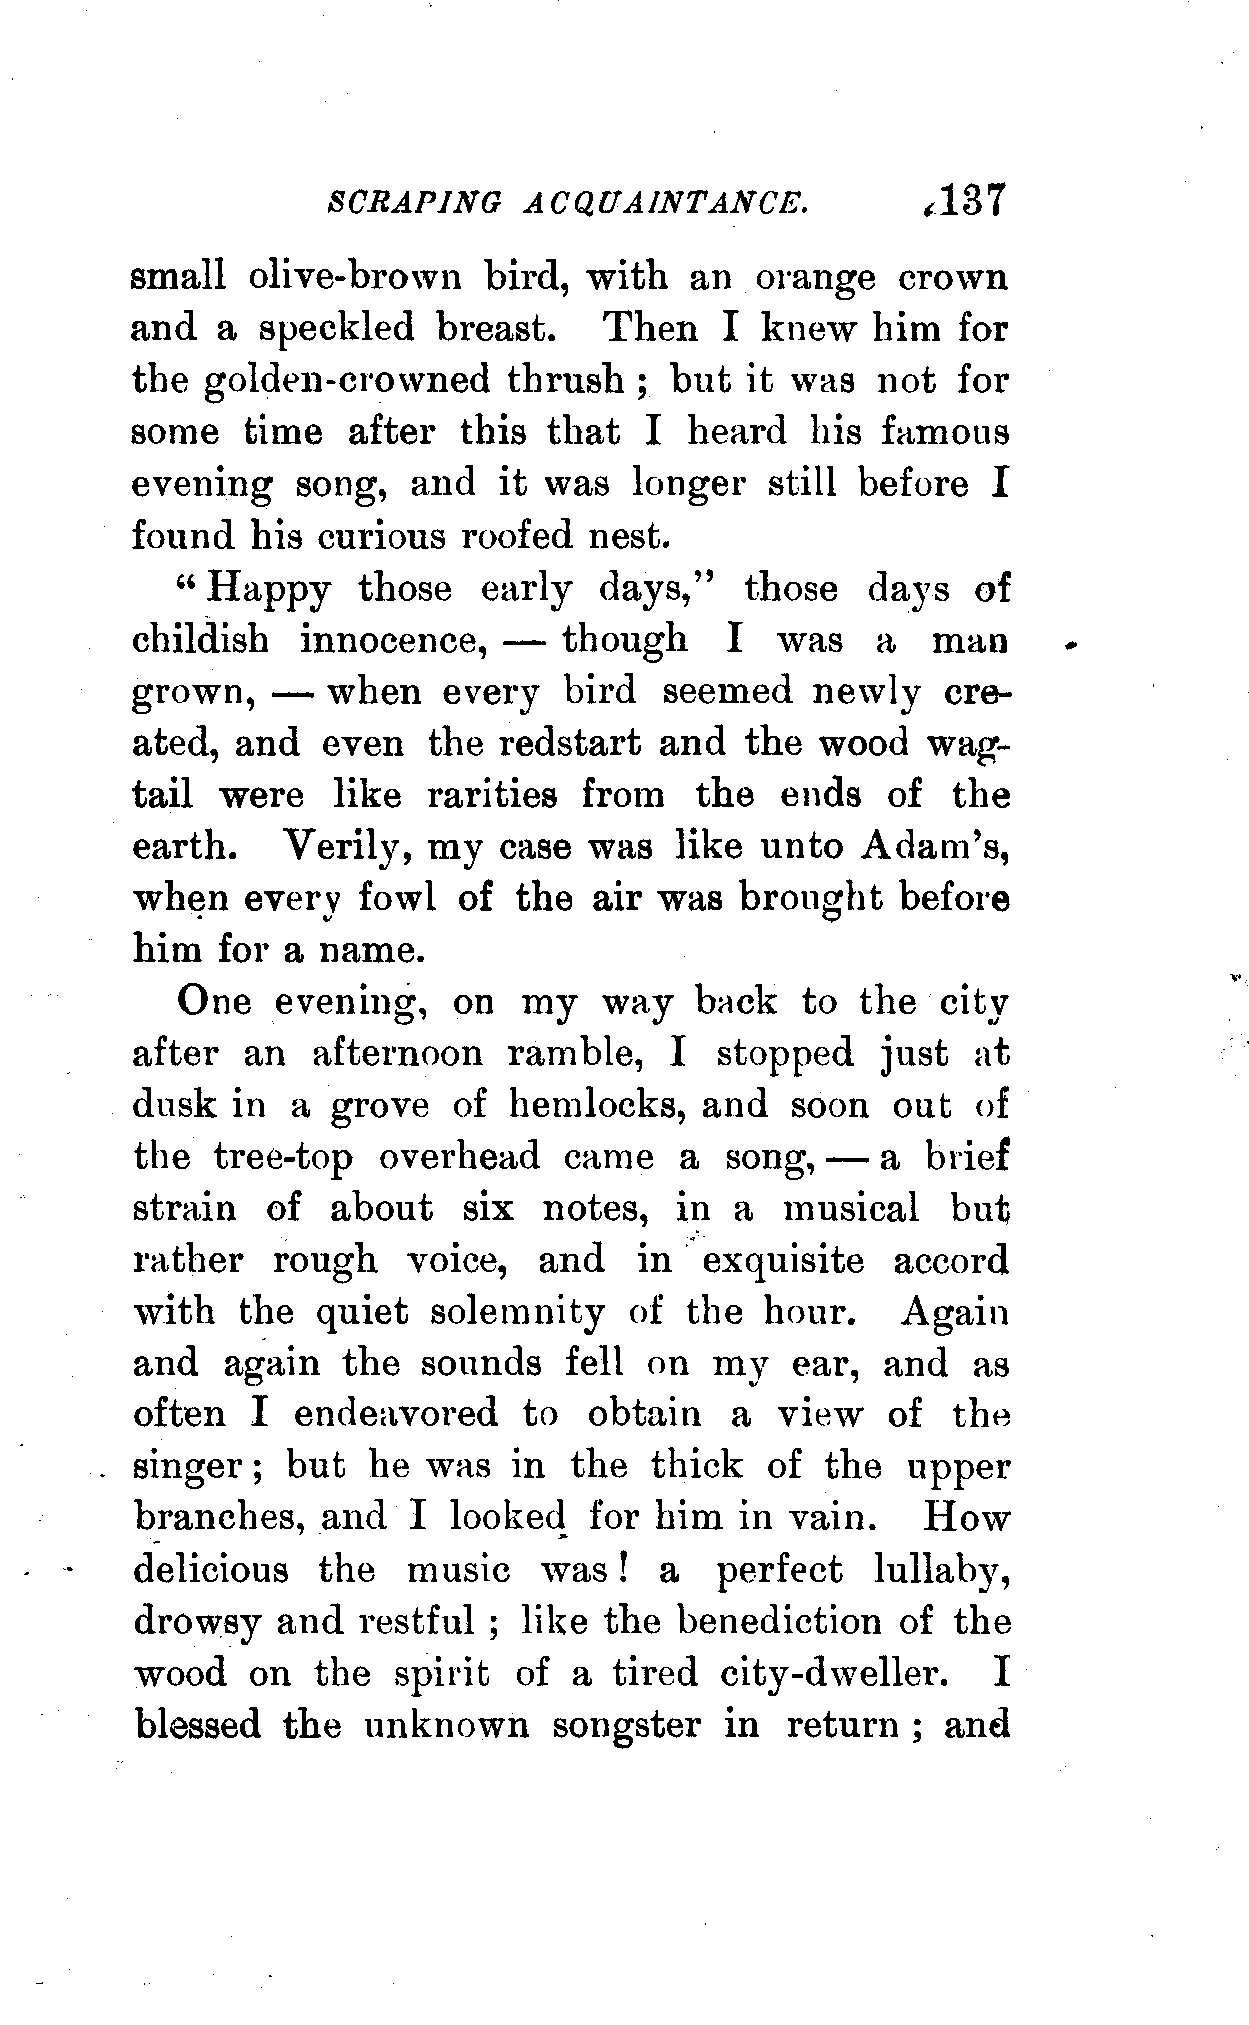 SCRAPING ACQUAINTANCE. 137
small olive-brown bird, with an orange crown
and a speckled breast. Then I knew him for
the golden-crowned thrush ; but it was not for
some time after this that I heard his famous
evening song, and it was longer still before I
found his curious roofed nest.
“ Happy those early days,” those days of
childish innocence, — though I was a man
grown, — when every bird seemed newly cre-
ated, and even the redstart and the wood wag-
tail were like rarities from the ends of the
earth. Verily, my case was like unto Adam’s,
when every fowl of the air was brought before
him for a name.
One evening, on my way back to the city
after an afternoon ramble, I stopped just at
dusk in a grove of hemlocks, and soon out of
the tree-top overhead came a song, — a brief
strain of about six notes, in a musical but
rather rough voice, and in exquisite accord
with the quiet solemnity of the hour. Again
and again the sounds fell on my ear, and as
often I endeavored to obtain a view of the
singer ; but he was in the thick of the upper
branches, and I looked for him in vain. How
delicious the music was ! a perfect lullaby,
drowsy and restful ; like the benediction of the
wood on the spirit of a tired city-dweller. I
blessed the unknown songster in return ; and